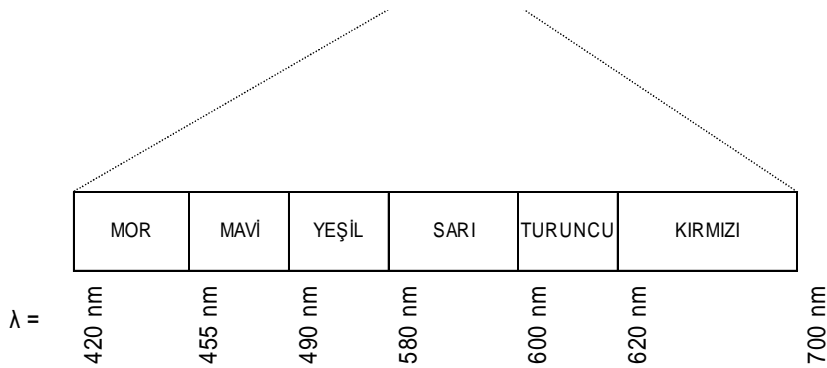 MOR MAVİ YEŞİL SARI TURUNCU KIRMIZI
λ = 420 nm 455 nm 490 nm 580 nm 600 nm 620 nm 700 nm